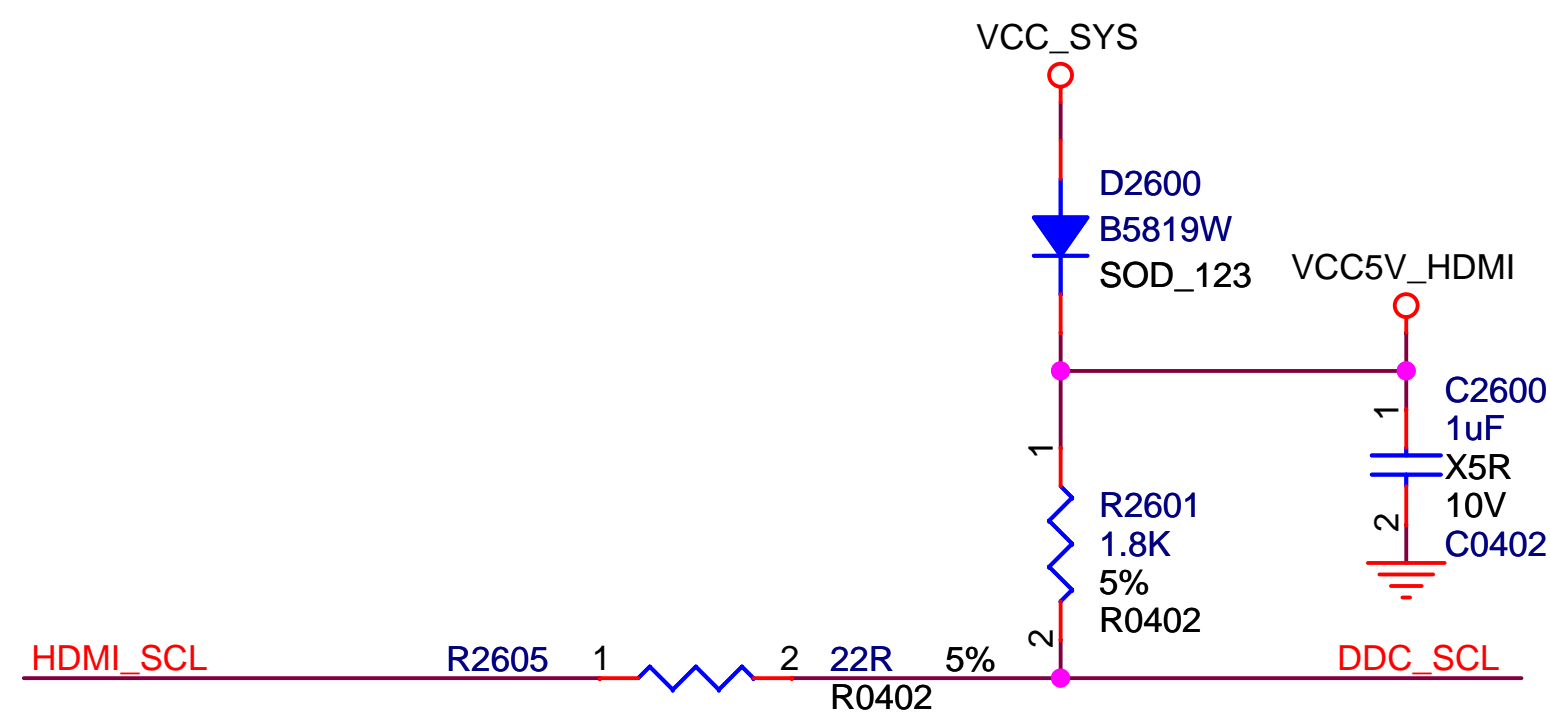 VCC_SYS
D2600
B5819W
SOD_123
VCC5V_HDMI
C2600
1uF
X5R
10V
C0402
1
2
1
R2601
1.8K
5%
R0402
2
HDMI_SCL
R2605 1 2 22R 5%
R0402
DDC_SCL